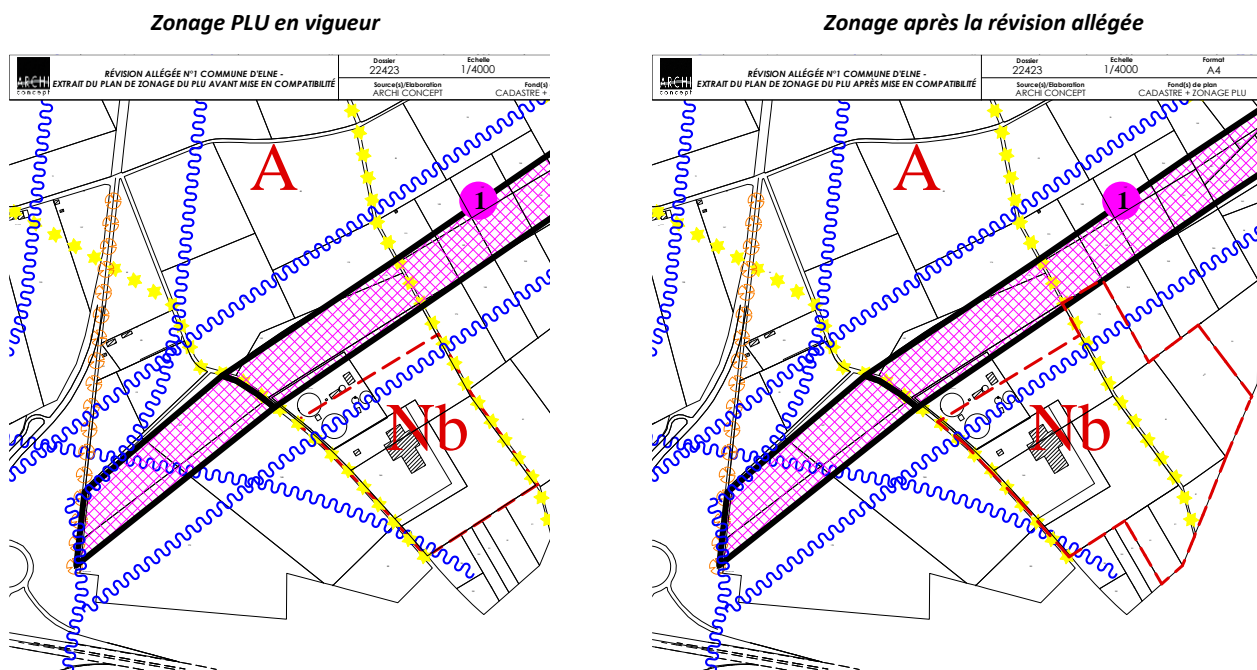 Zonage PLU en vigueur
Zonage après la révision allégée
ARCHI
concept
RÉVISION ALLÉGÉE N°1 COMMUNE D'ELNE -
EXTRAIT DU PLAN DE ZONAGE DU PLU AVANT MISE EN COMPATIBILITÉ
Dossier
22423
Echelle
1/4000
Source(s)/Elaboration
ARCHI CONCEPT
Fond(s)
CADASTRE +
A
1
Nb
ARCHI
concept
RÉVISION ALLÉGÉE N°1 COMMUNE D'ELNE -
EXTRAIT DU PLAN DE ZONAGE DU PLU APRÈS MISE EN COMPATIBILITÉ
Dossier
22423
Echelle
1/4000
Format
A4
Source(s)/Elaboration
ARCHI CONCEPT
Fond(s) de plan
CADASTRE + ZONAGE PLU
A
1
Nb